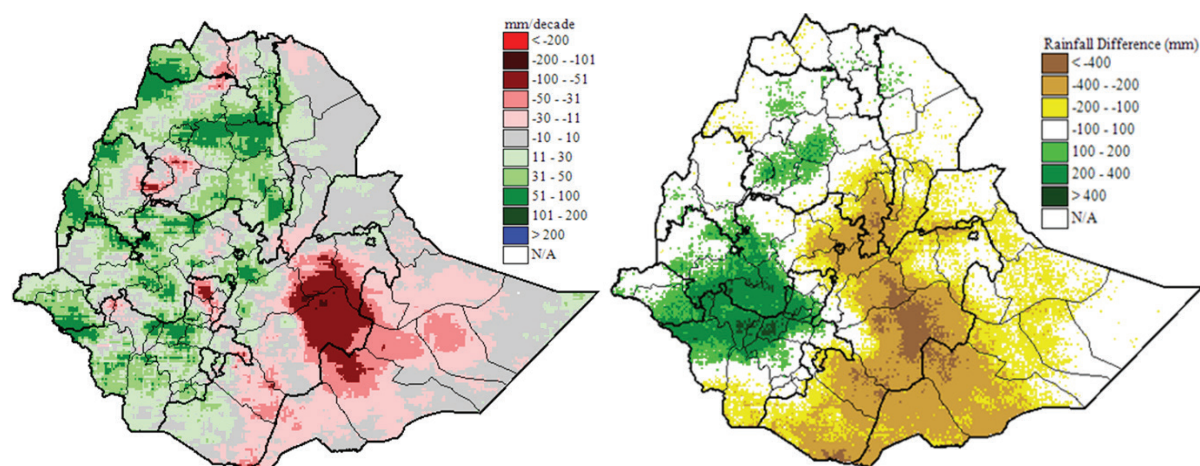 mm/decade
< -200
-200 - -101
-100 - -51
-50 - -31
-30 - -11
-10 - 10
11 - 30
31 - 50
51 - 100
101 - 200
> 200
N/A
Rainfall Difference (mm)
< -400
-400 - -200
-200 - -100
-100 - 100
100 - 200
200 - 400
> 400
N/A